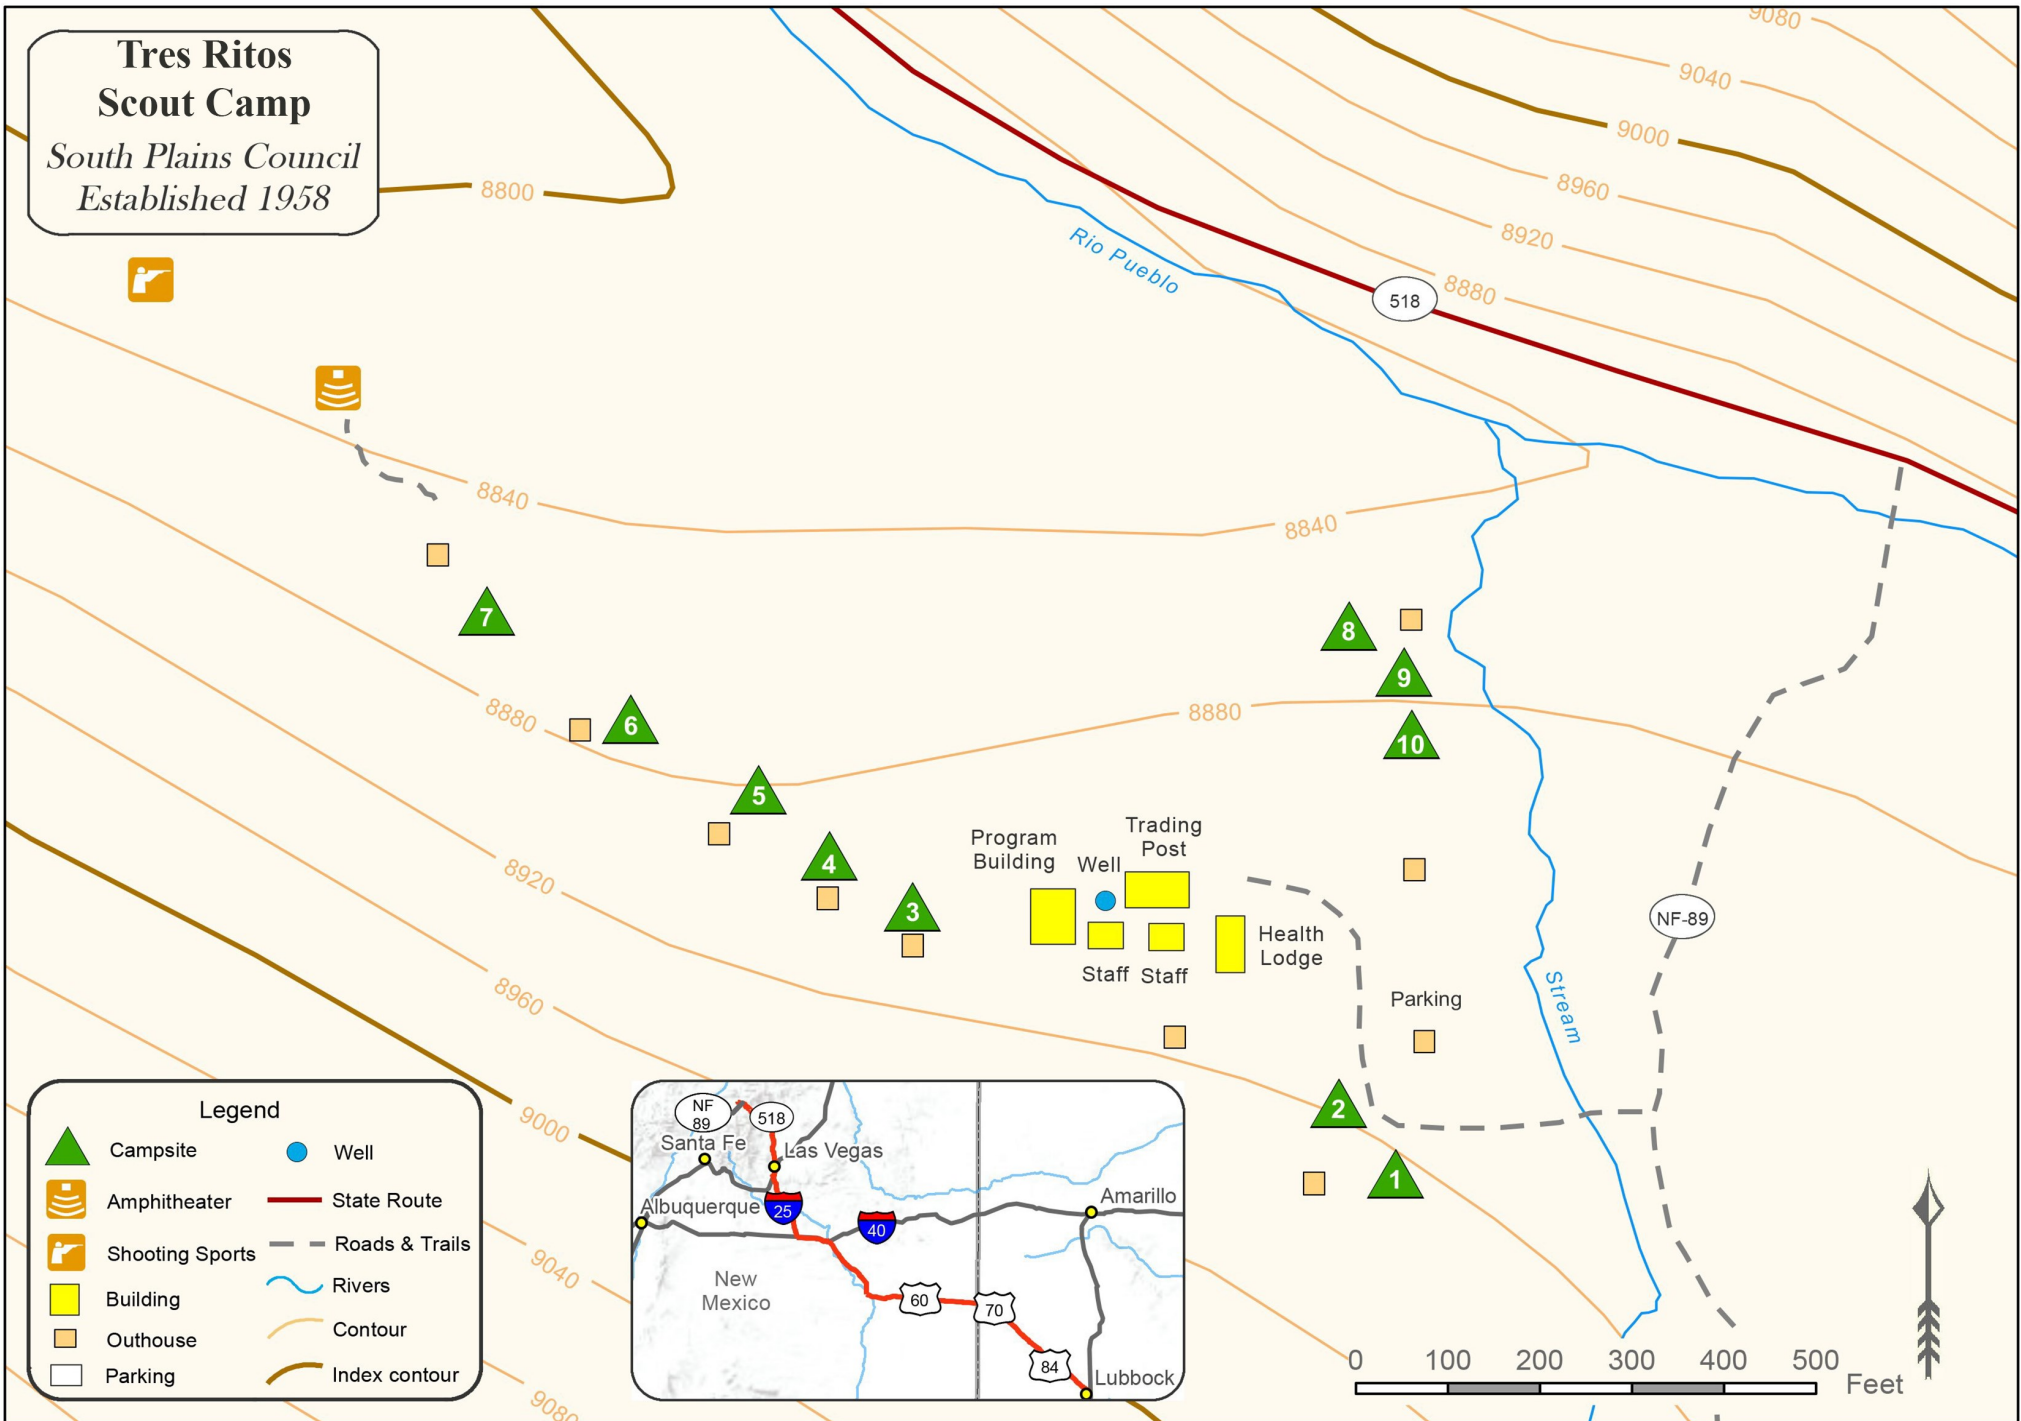 Tres Ritos
Scout Camp
South Plains Council
Established 1958
9080
9040
9000
8960
8920
8880
518
8800
Rio Pueblo
8840
8840
7
8
9
6
8880
8880
10
5
4
3
8920
Program
Building
Well
Trading
Post
Staff
Staff
Health
Lodge
NF-89
Parking
Stream
8960
9000
2
1
9040
9080
Legend
Campsite
Well
Amphitheater
State Route
Shooting Sports
Roads & Trails
Building
Rivers
Outhouse
Contour
Parking
Index contour
NF
89
518
Santa Fe
Las Vegas
Albuquerque
25
40
Amarillo
New
Mexico
60
70
84
Lubbock
0
100
200
300
400
500
Feet